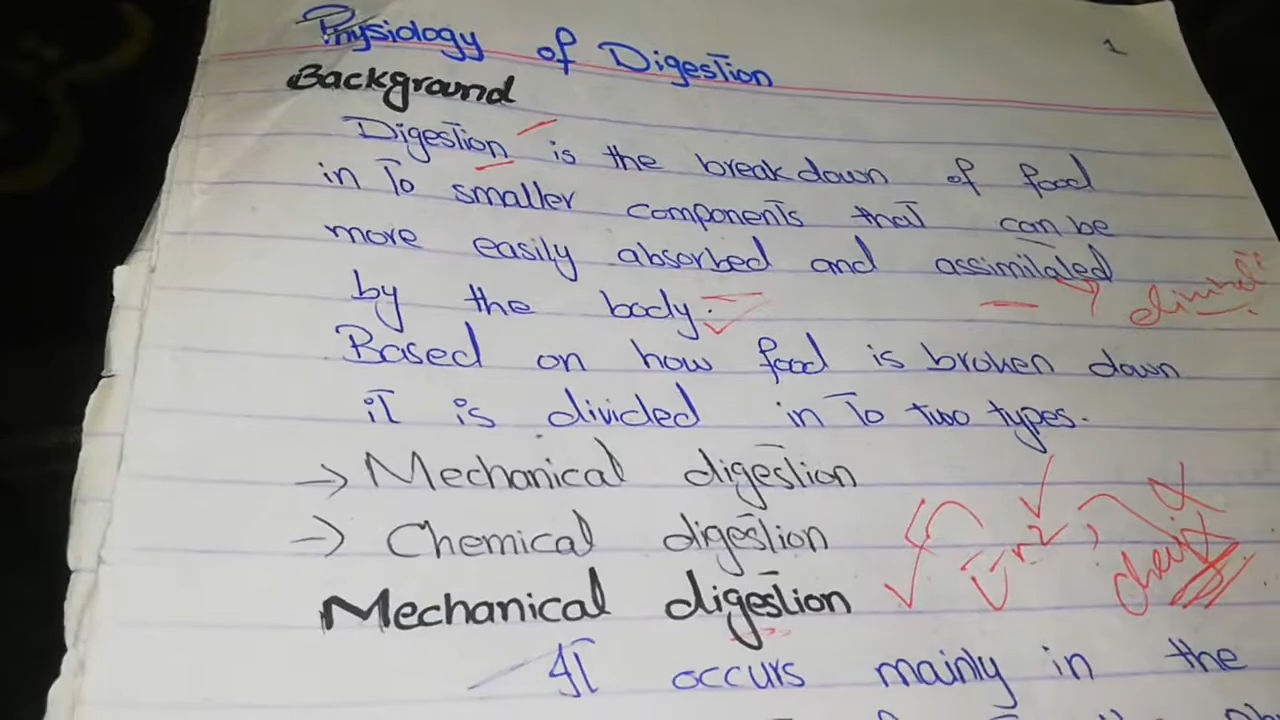 Physiology of Digestion
1
Background
Digestion is the breakdown of food
in To smaller components that can be
more easily absorbed and assimilated
by the body.
Based on how food is broken down
it is divided in To two types.
→ Mechanical digestion
→ Chemical digestion
Mechanical digestion
It occurs mainly in the